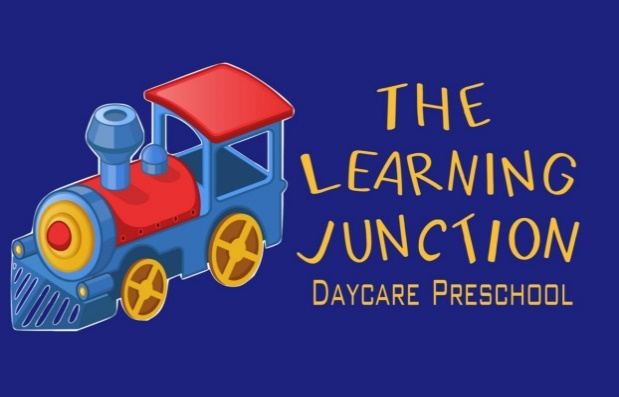 THE
LEARNING
JUNCTION
DAYCARE PRESCHOOL